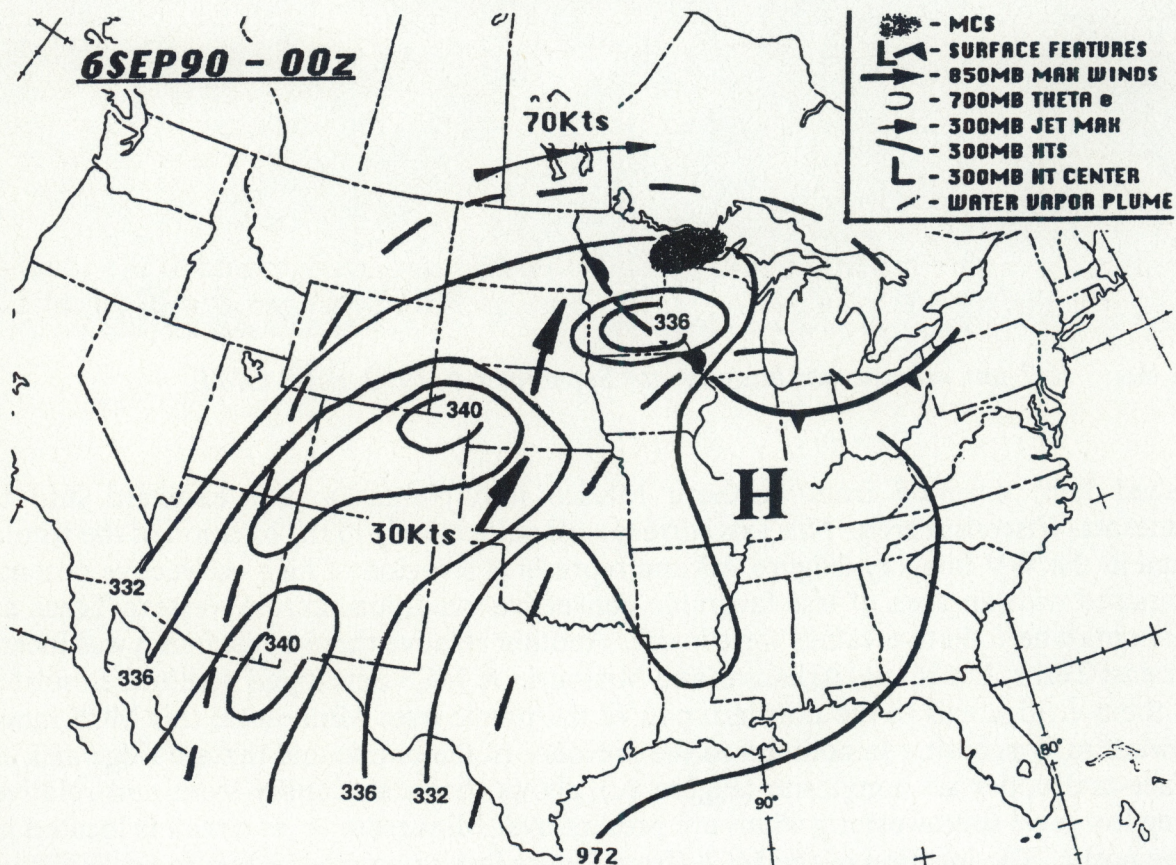 6SEP90 - 00Z
- MCS
- SURFACE FEATURES
- 850MB MAX WINDS
- 700MB THETA e
- 300MB JET MAX
- 300MB HTS
- 300MB HT CENTER
- WATER VAPOR PLUME
70Kts
336
340
H
30Kts
332
340
336
336
332
80°
90°
972